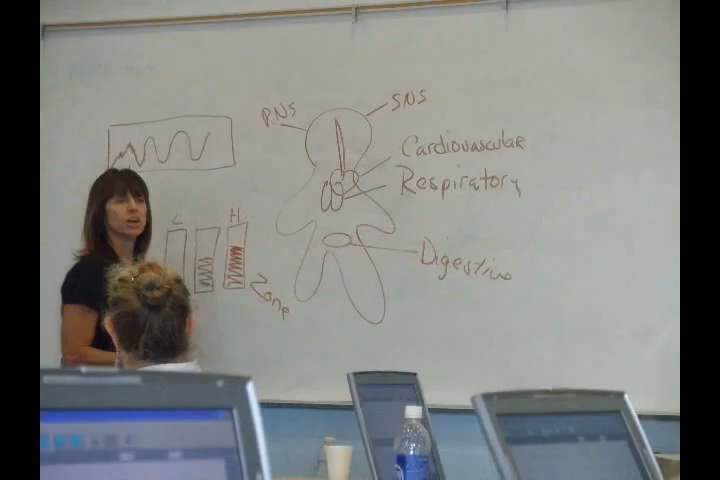 PNS
SNS
Cardiovascular
Respiratory
L
H
Digestive
Zone